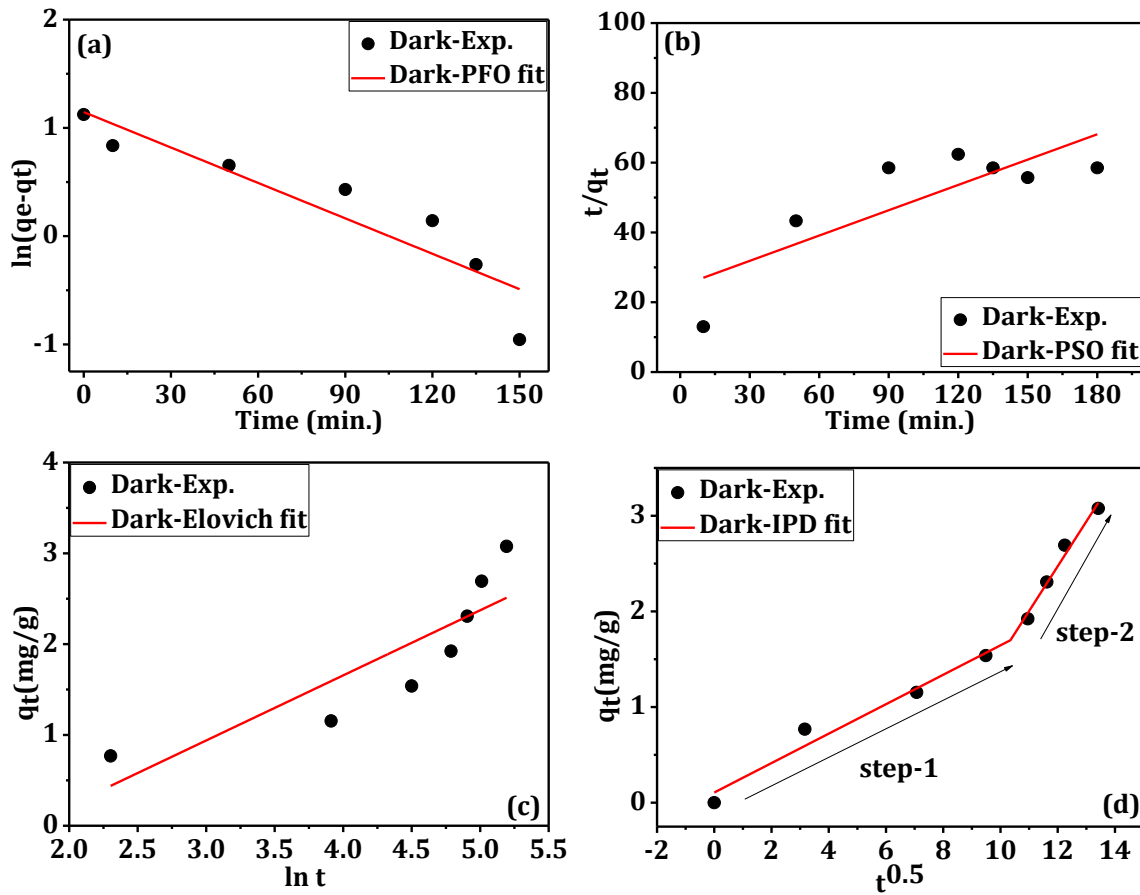 (a)
Dark-Exp.
Dark-PFO fit
ln(qe-qt)
2
1
0
-1
0 30 60 90 120 150
Time (min.)
(b)
Dark-Exp.
Dark-PSO fit
t/qt
100
80
60
40
20
0
0 30 60 90 120 150 180
Time (min.)
Dark-Exp.
Dark-Elovich fit
(c)
qt(mg/g)
4
3
2
1
0
2.0 2.5 3.0 3.5 4.0 4.5 5.0 5.5
ln t
Dark-Exp.
Dark-IPD fit
step-2
step-1
(d)
qt(mg/g)
3
2
1
0
-2 0 2 4 6 8 10 12 14
t0.5